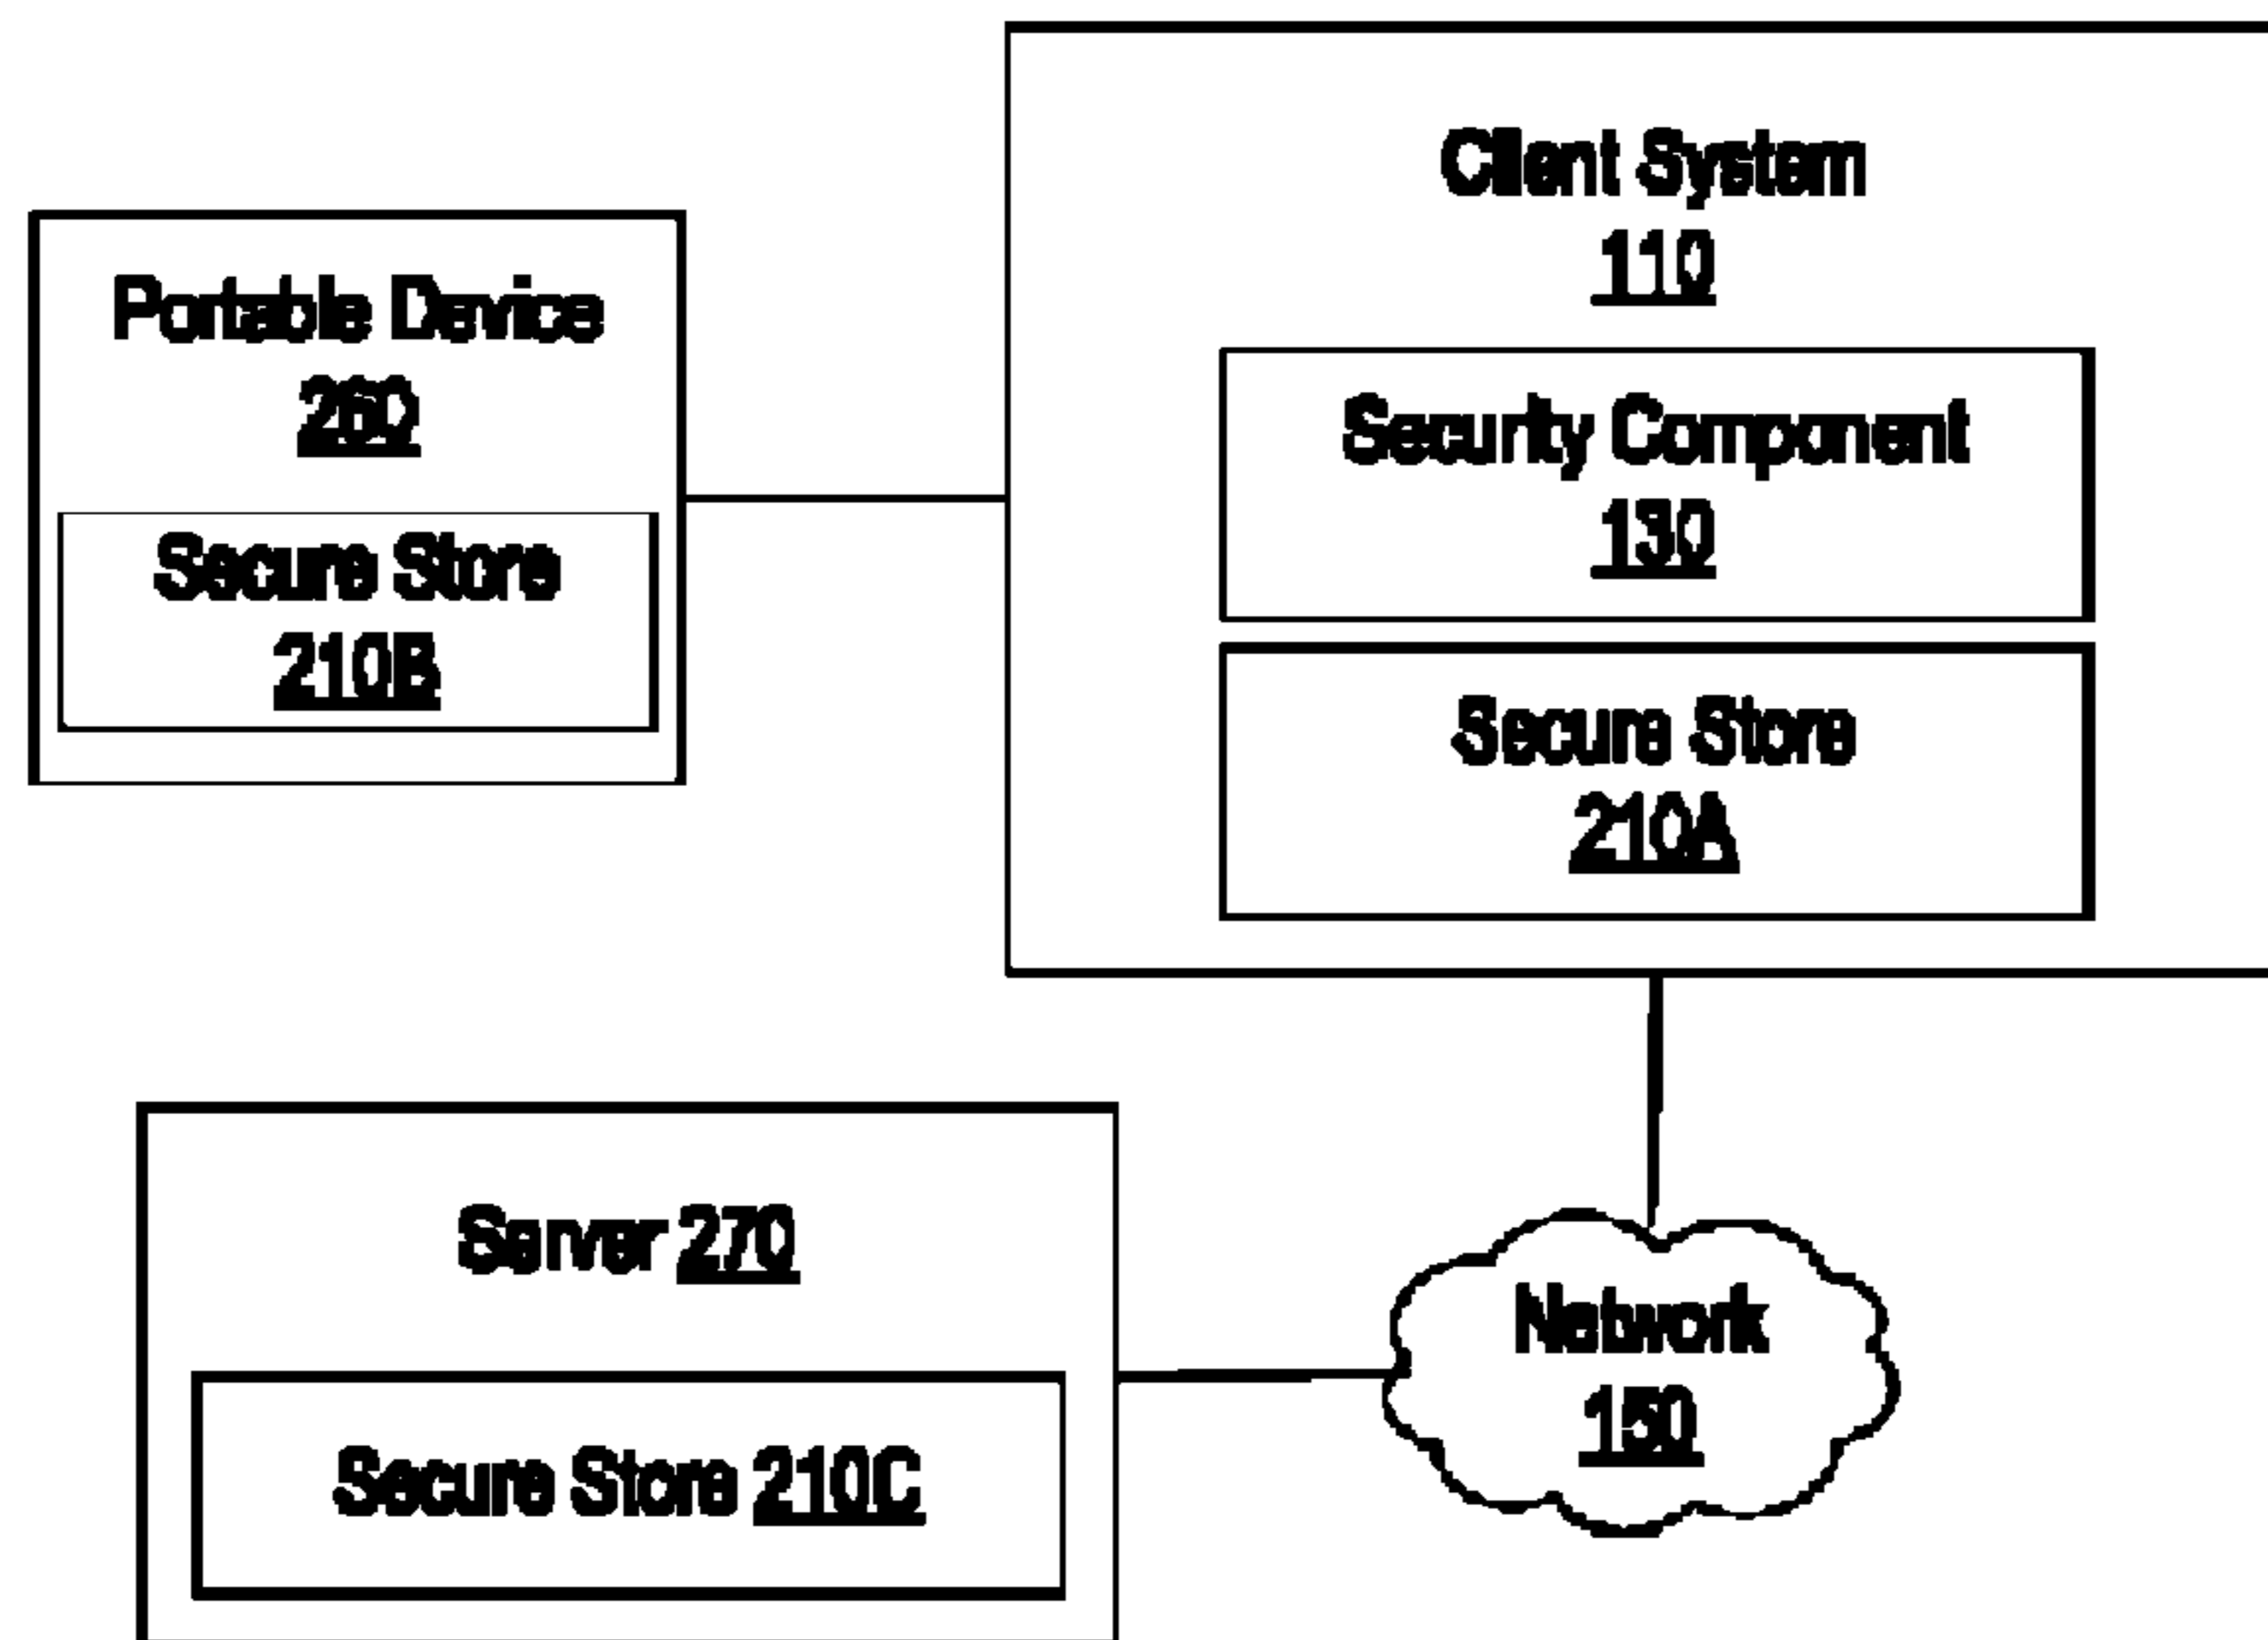 Client System
110
Portable Device
260
Security Component
130
Secure Store
210B
Secure Store
210A
Server 270
Network
150
Secure Store 210C